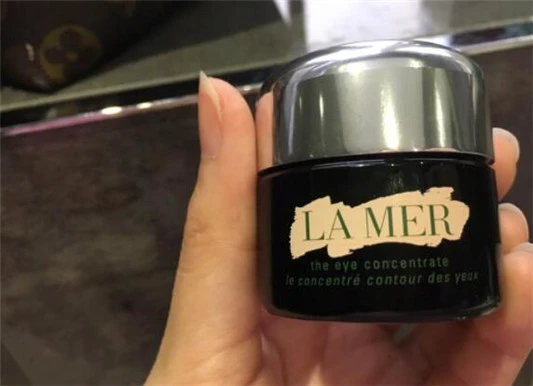 LA MER
the eye concentrate
le concentré contour des yeux